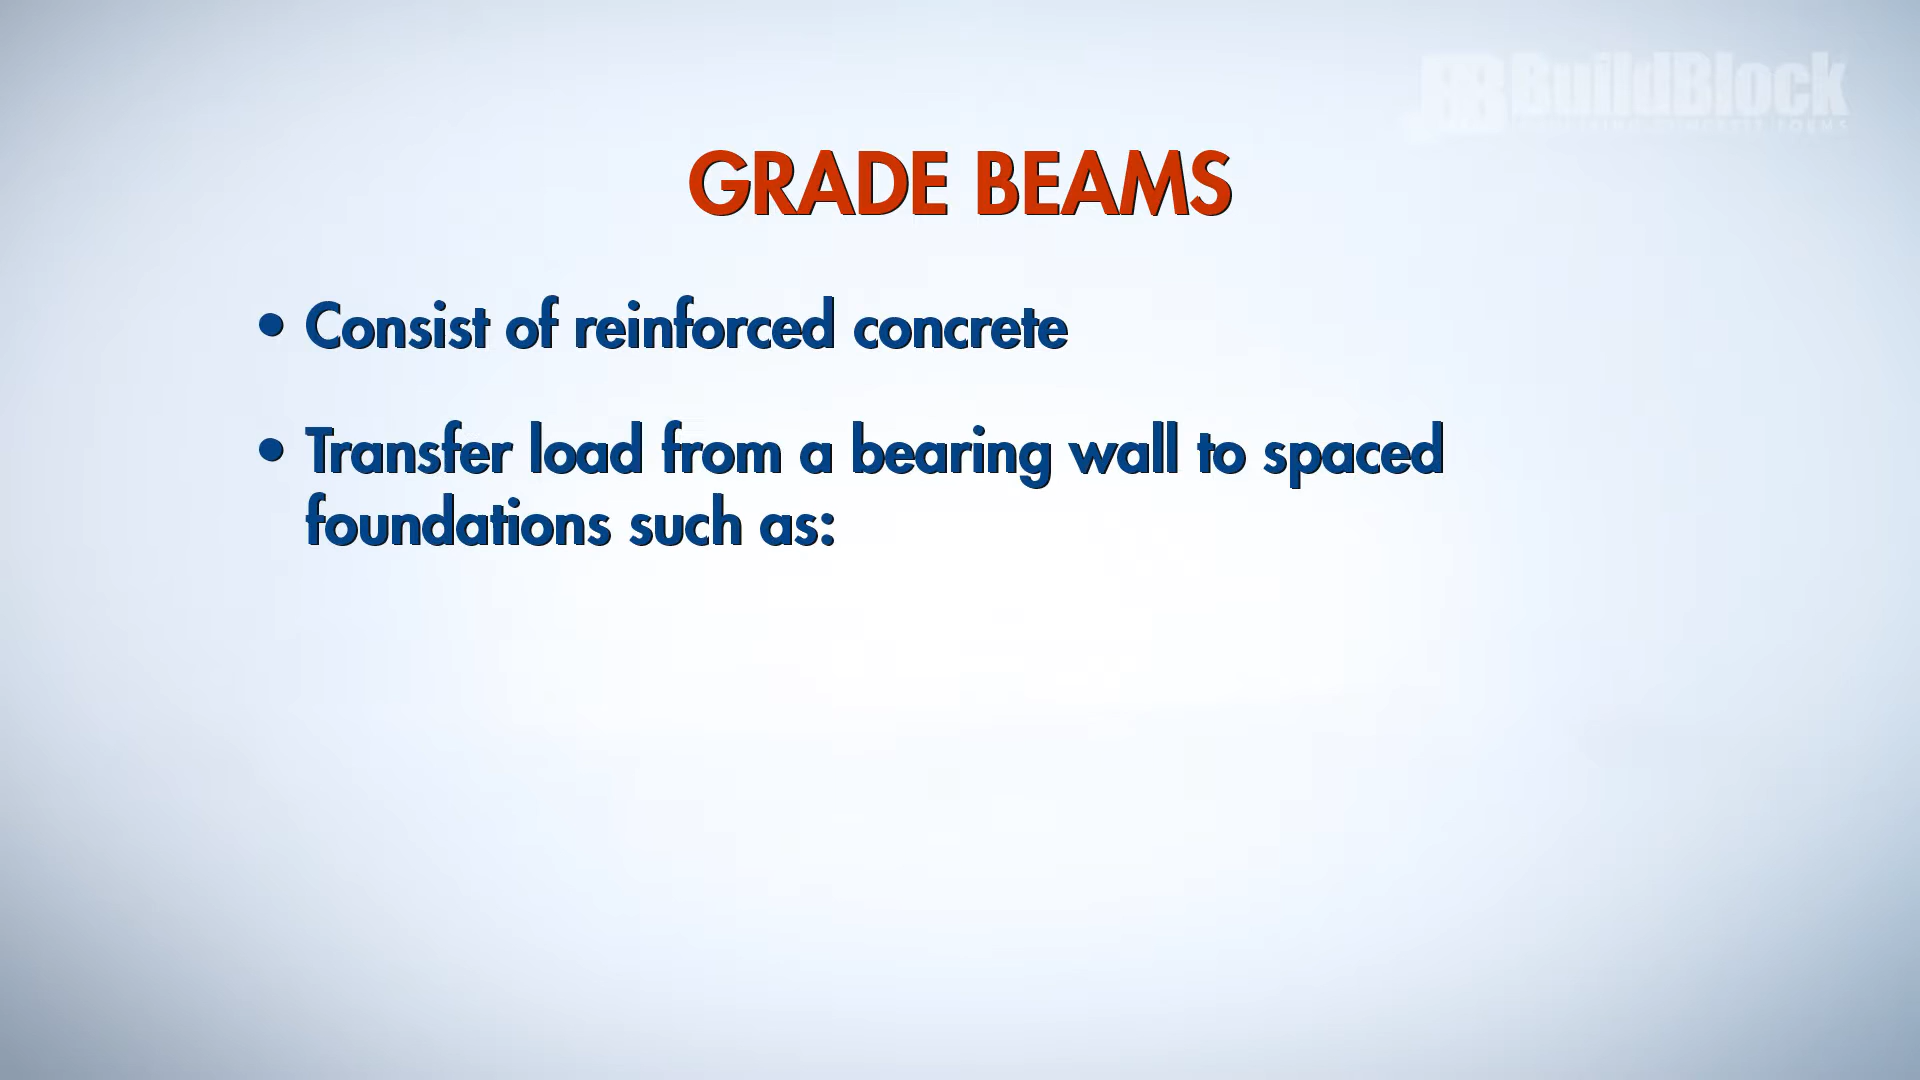 BuildBlock
GRADE BEAMS
• Consist of reinforced concrete
• Transfer load from a bearing wall to spaced
foundations such as: